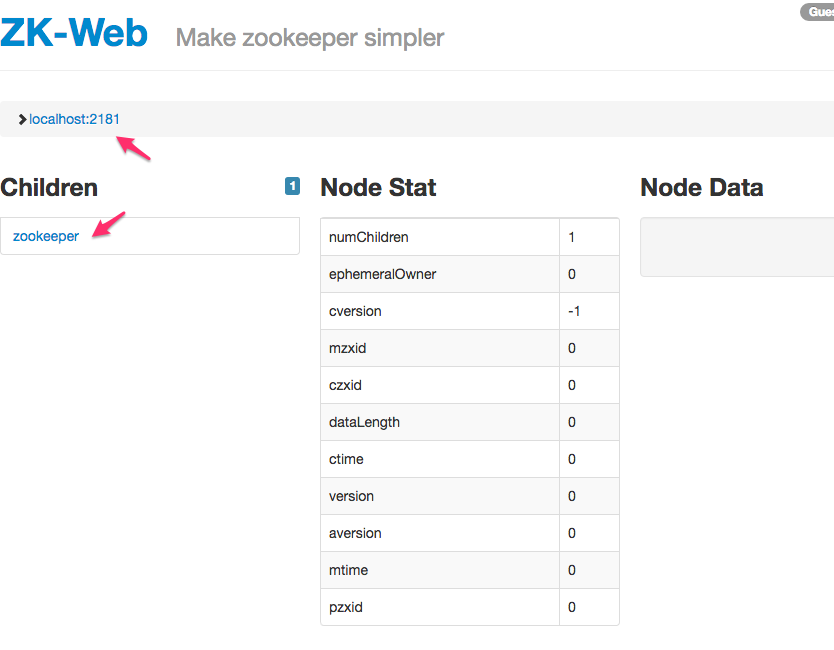 ZK-Web Make zookeeper simpler
localhost:2181
Children 1
zookeeper
Node Stat
numChildren 1
ephemeralOwner 0
cversion -1
mzxid 0
czxid 0
dataLength 0
ctime 0
version 0
aversion 0
mtime 0
pzxid 0
Node Data